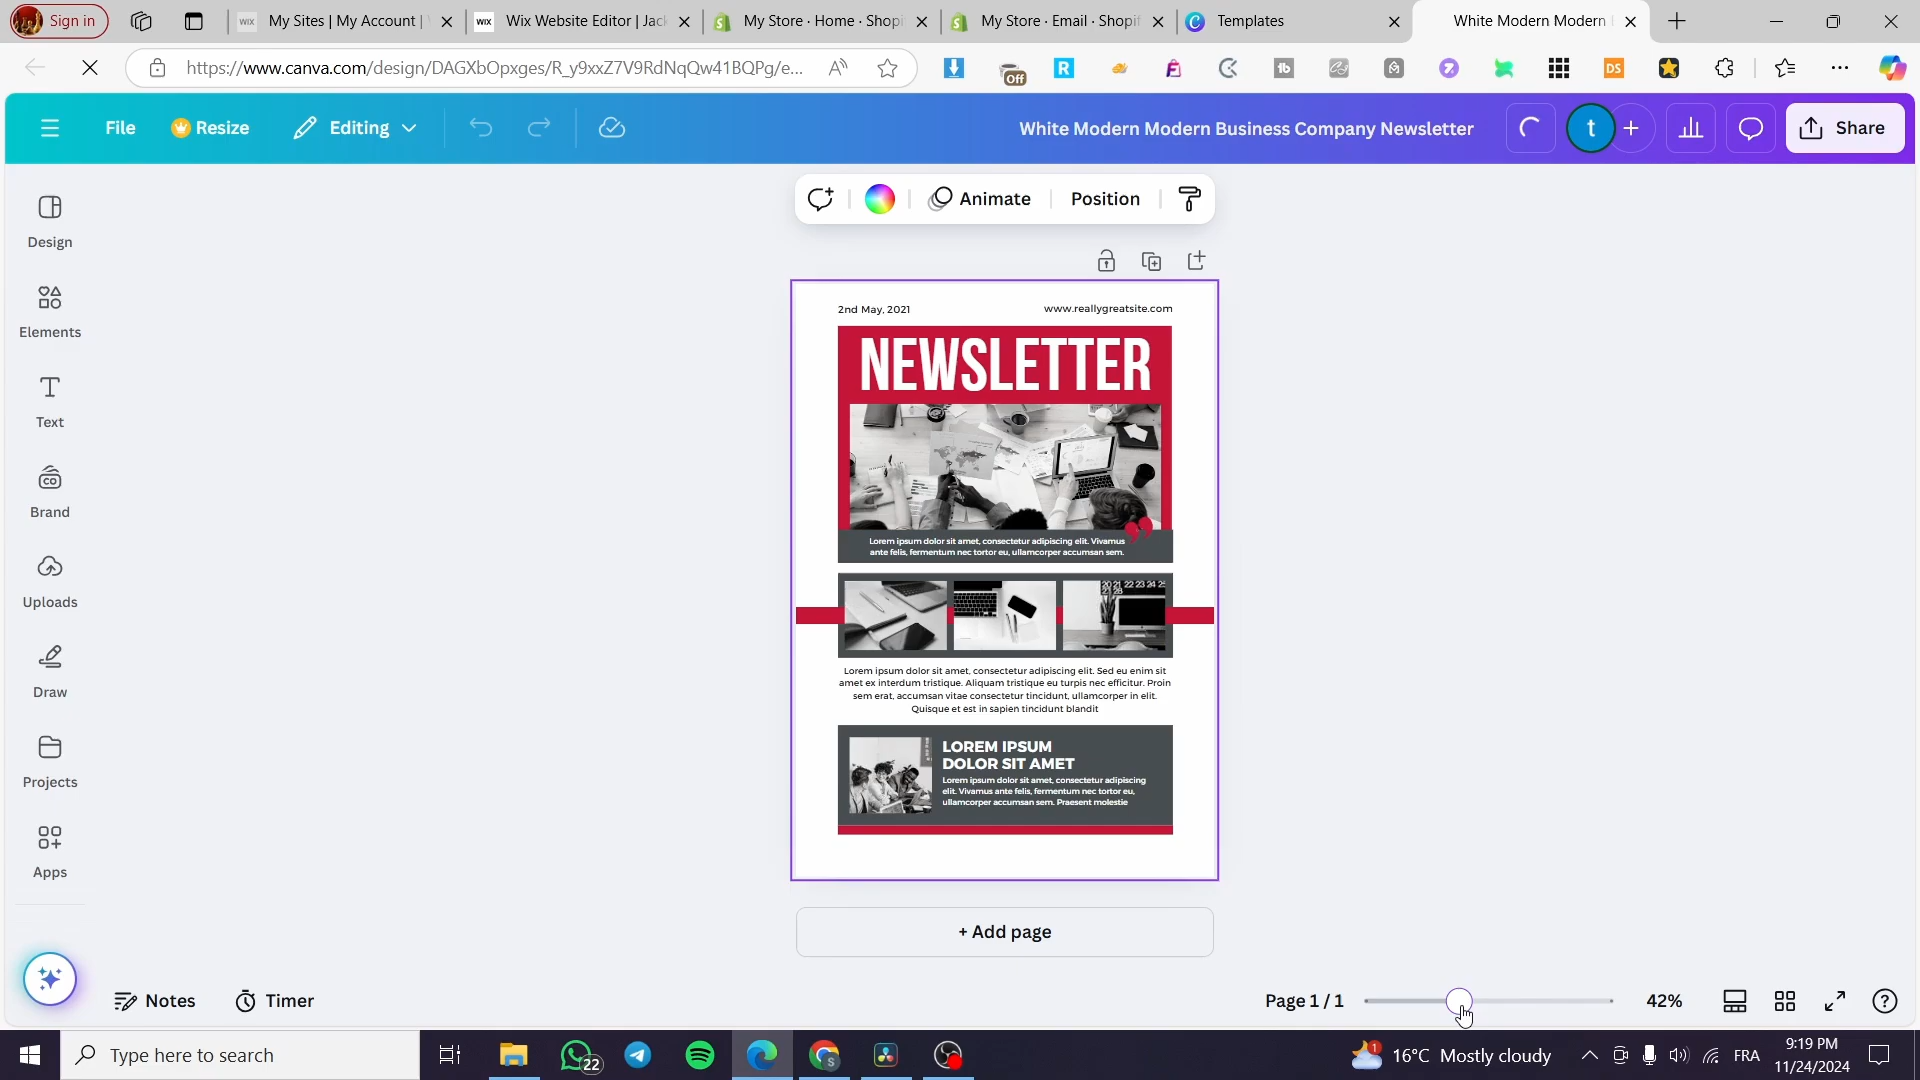 Sign in
My Sites | My Account |
Wix Website Editor | Jack
My Store · Home · Shopi
My Store · Email · Shopif
Templates
White Modern Modern
https://www.canva.com/design/DAGXbOpxges/R_y9xxZ7V9RdNqQw41BQPg/e...
Off
File
Resize
Editing
White Modern Modern Business Company Newsletter
t
Share
Animate
Position
Design
Elements
Text
Brand
Uploads
Draw
Projects
Apps
2nd May, 2021
www.reallygreatsite.com
NEWSLETTER
Lorem ipsum dolor sit amet, consectetur adipiscing elit. Vivamus
ante felis, fermentum nec tortor eu, ullamcorper accumsan sem.
Lorem ipsum dolor sit amet, consectetur adipiscing elit. Sed eu enim sit
amet ex interdum tristique. Aliquam tristique eu turpis nec efficitur. Proin
sem erat, accumsan vitae consectetur tincidunt, ullamcorper in elit.
Quisque et est in sapien tincidunt blandit
LOREM IPSUM
DOLOR SIT AMET
Lorem ipsum dolor sit amet, consectetur adipiscing
elit. Vivamus ante felis, fermentum nec tortor eu,
ullamcorper accumsan sem. Praesent molestie
+ Add page
Notes
Timer
Page 1 / 1
42%
Type here to search
22
16°C Mostly cloudy
FRA
9:19 PM
11/24/2024